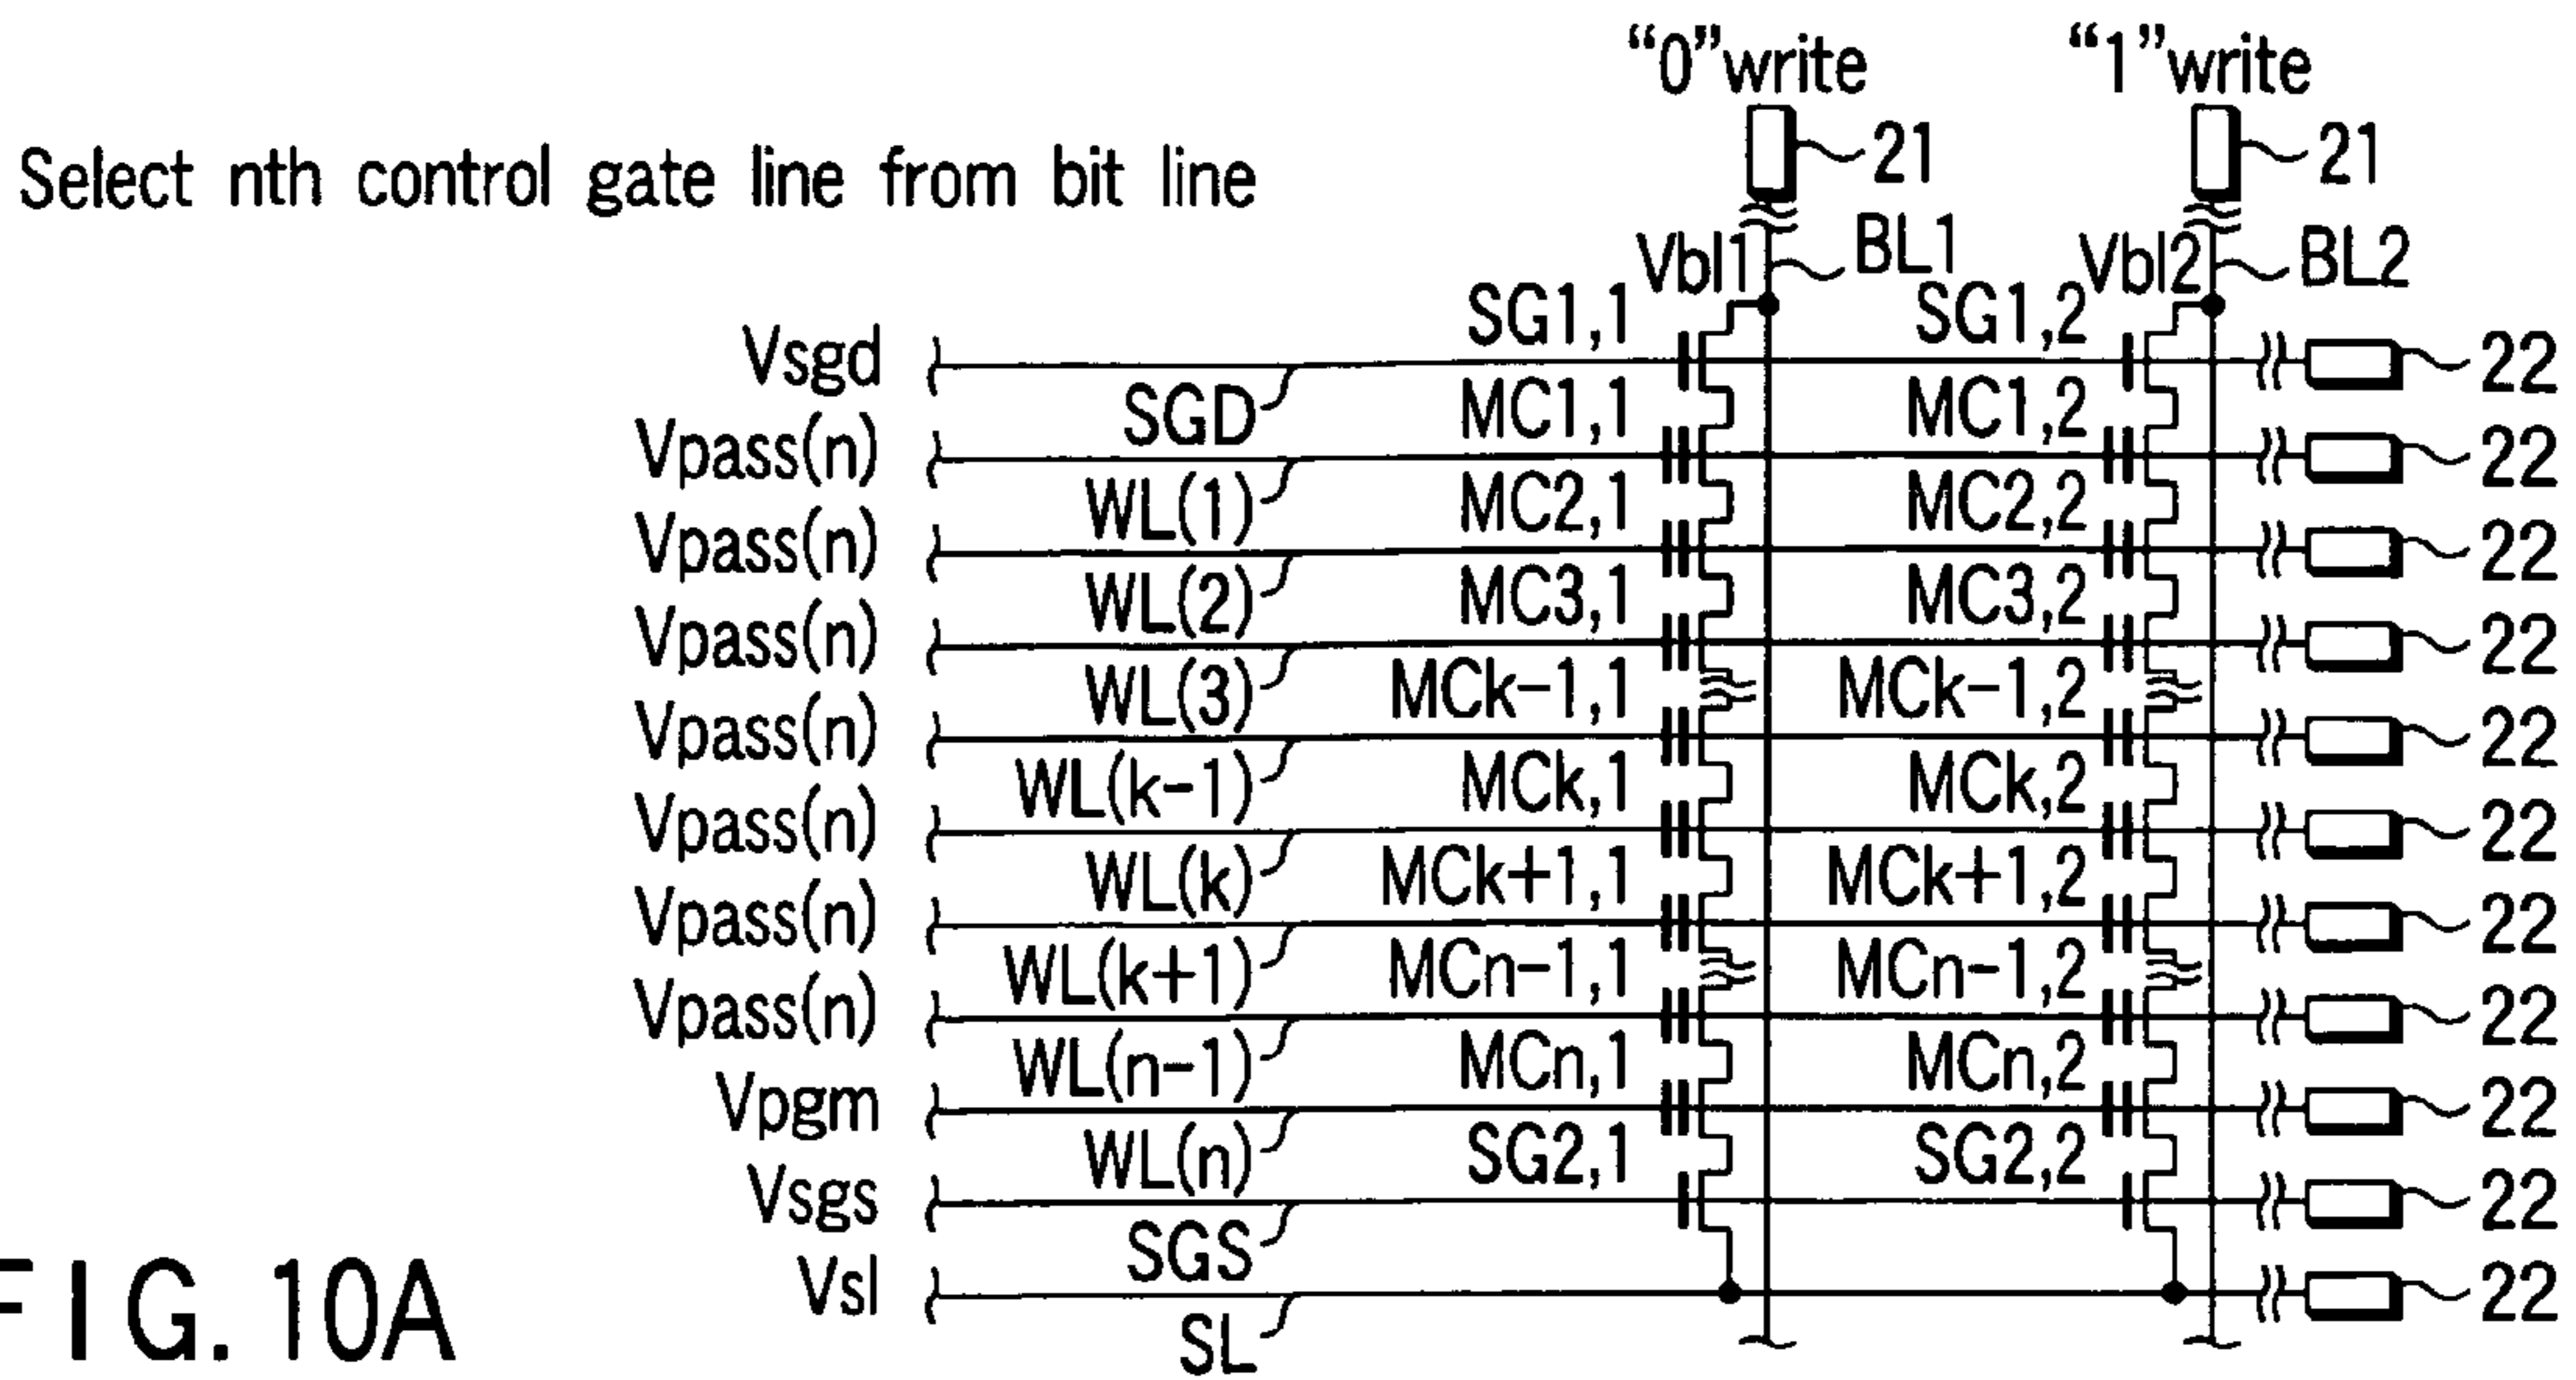 “0”write “1”write
21 21
Select nth control gate line from bit line
Vbl1 BL1 Vbl2 BL2
SG1,1 SG1,2
Vsgd 22
SGD MC1,1 MC1,2
Vpass(n) 22
WL(1) MC2,1 MC2,2
Vpass(n) 22
WL(2) MC3,1 MC3,2
Vpass(n) 22
WL(3) MCk-1,1 MCk-1,2
Vpass(n) 22
WL(k-1) MCk,1 MCk,2
Vpass(n) 22
WL(k) MCk+1,1 MCk+1,2
Vpass(n) 22
WL(k+1) MCn-1,1 MCn-1,2
Vpass(n) 22
WL(n-1) MCn,1 MCn,2
Vpgm 22
WL(n) SG2,1 SG2,2
Vsgs 22
SGS
Vsl 22
SL
FIG. 10A